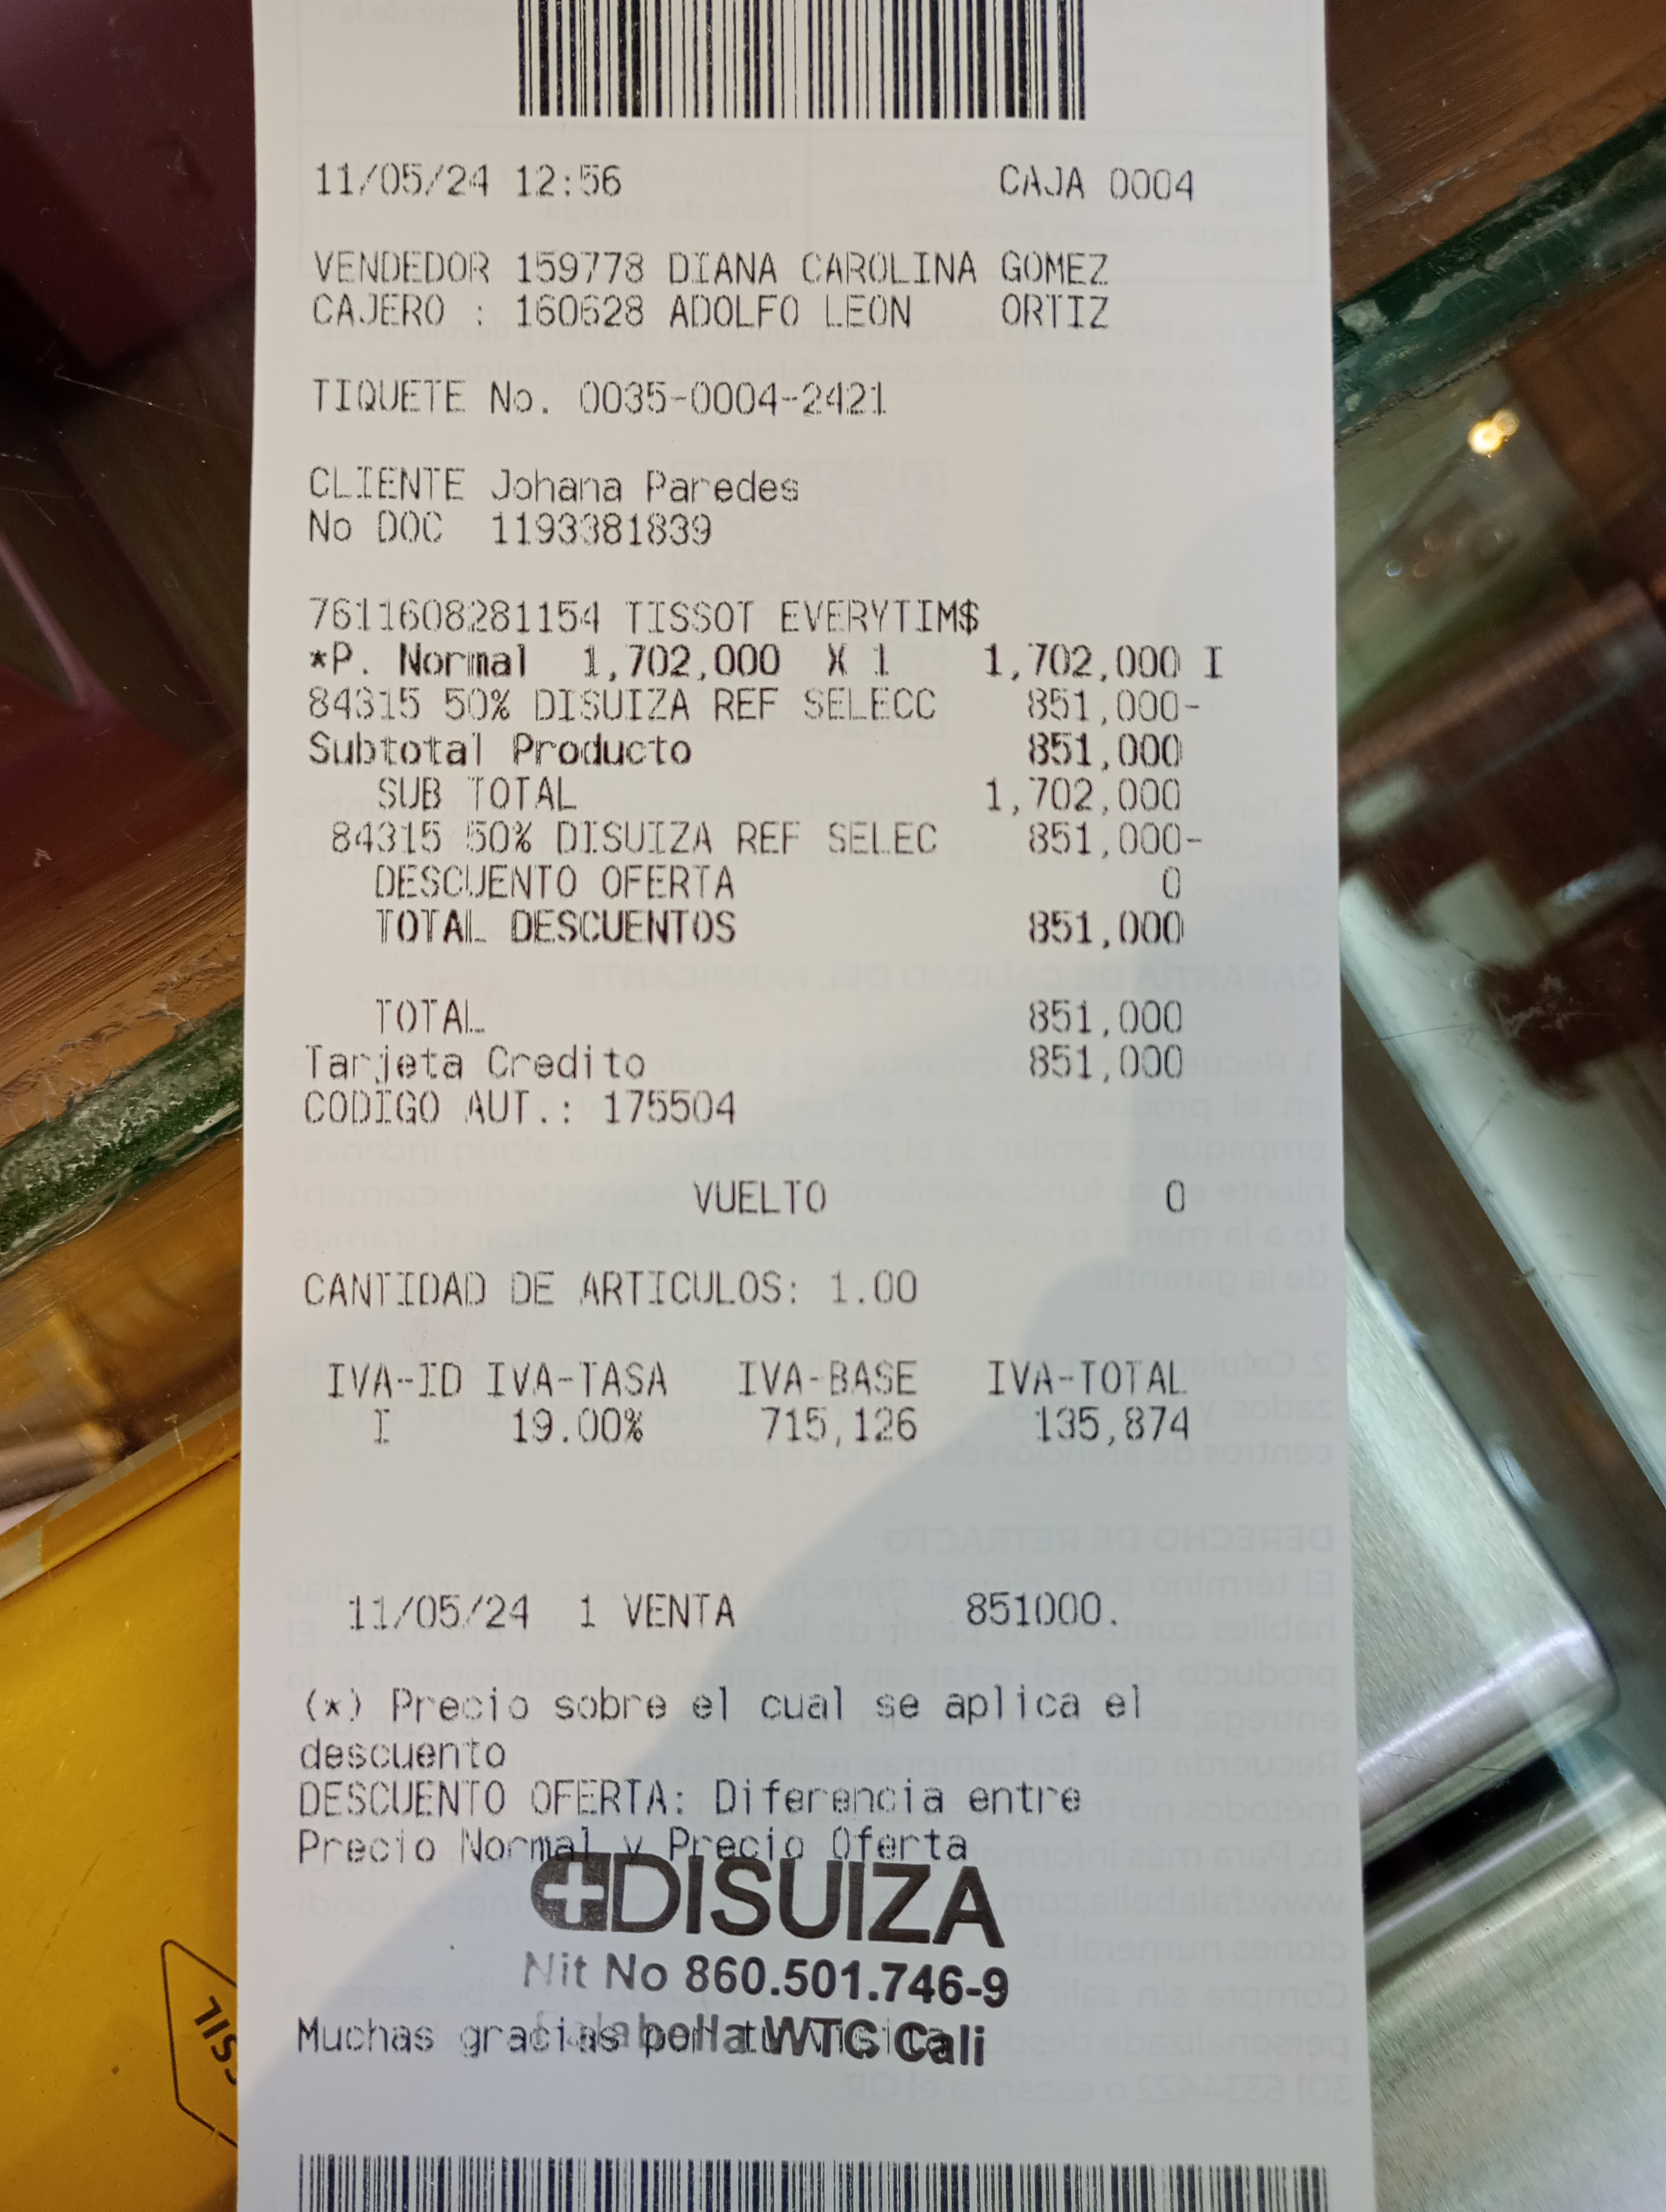 11/05/24 12:56 CAJA 0004
VENDEDOR 159778 DIANA CAROLINA GOMEZ
CAJERO : 160628 ADOLFO LEON ORTIZ
TIQUETE No. 0035-0004-2421
CLIENTE Johana Paredes
No DOC 1193381839
7611608281154 TISSOT EVERYTIM$
*P. Normal 1,702,000 X 1 1,702,000 I
84315 50% DISUIZA REF SELECC 851,000-
Subtotal Producto 851,000
SUB TOTAL 1,702,000
84315 50% DISUIZA REF SELEC 851,000-
DESCUENTO OFERTA 0
TOTAL DESCUENTOS 851,000
TOTAL 851,000
Tarjeta Credito 851,000
CODIGO AUT.: 175504
VUELTO 0
CANTIDAD DE ARTICULOS: 1.00
IVA-ID IVA-TASA IVA-BASE IVA-TOTAL
I 19.00% 715,126 135,874
11/05/24 1 VENTA 851000.
(*) Precio sobre el cual se aplica el
descuento
DESCUENTO OFERTA: Diferencia entre
Precio Normal y Precio Oferta
DISUIZA
Nit No 860.501.746-9
Muchas gracias por tu
Falabella WTC Cali